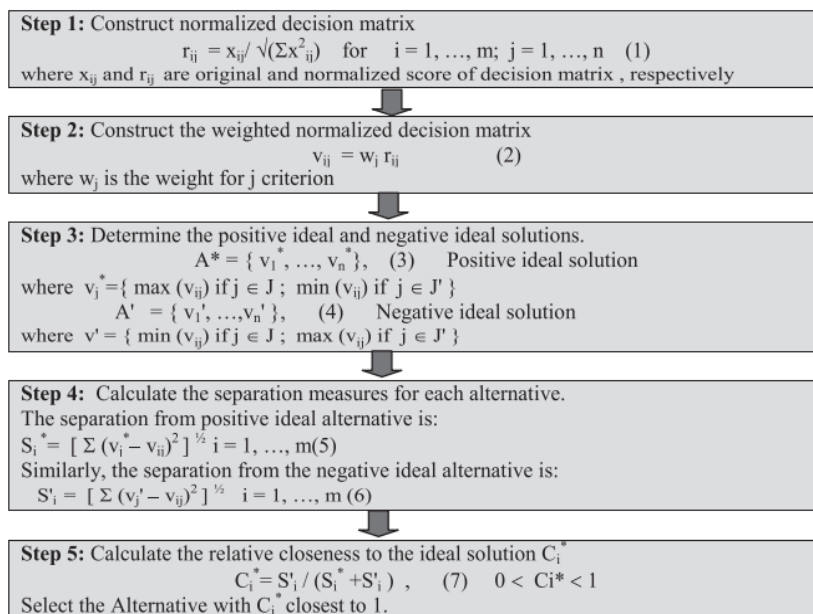 Step 1: Construct normalized decision matrix
r_ij = x_ij/ √(Σx²_ij) for i = 1, …, m; j = 1, …, n (1)
where x_ij and r_ij are original and normalized score of decision matrix , respectively
Step 2: Construct the weighted normalized decision matrix
v_ij = w_j r_ij (2)
where w_j is the weight for j criterion
Step 3: Determine the positive ideal and negative ideal solutions.
A* = { v_1^*, …, v_n^*}, (3) Positive ideal solution
where v_j^*={ max (v_ij) if j ∈ J ; min (v_ij) if j ∈ J' }
A' = { v_1', …,v_n' }, (4) Negative ideal solution
where v' = { min (v_ij) if j ∈ J ; max (v_ij) if j ∈ J' }
Step 4: Calculate the separation measures for each alternative.
The separation from positive ideal alternative is:
S_i^* = [ Σ (v_i^*– v_ii)² ]^½ i = 1, …, m(5)
Similarly, the separation from the negative ideal alternative is:
S'_i = [ Σ (v_j' – v_ij)² ]^½ i = 1, …, m (6)
Step 5: Calculate the relative closeness to the ideal solution C_i^*
C_i^*= S'_i / (S_i^* +S'_i ) , (7) 0 < Ci* < 1
Select the Alternative with C_i^* closest to 1.